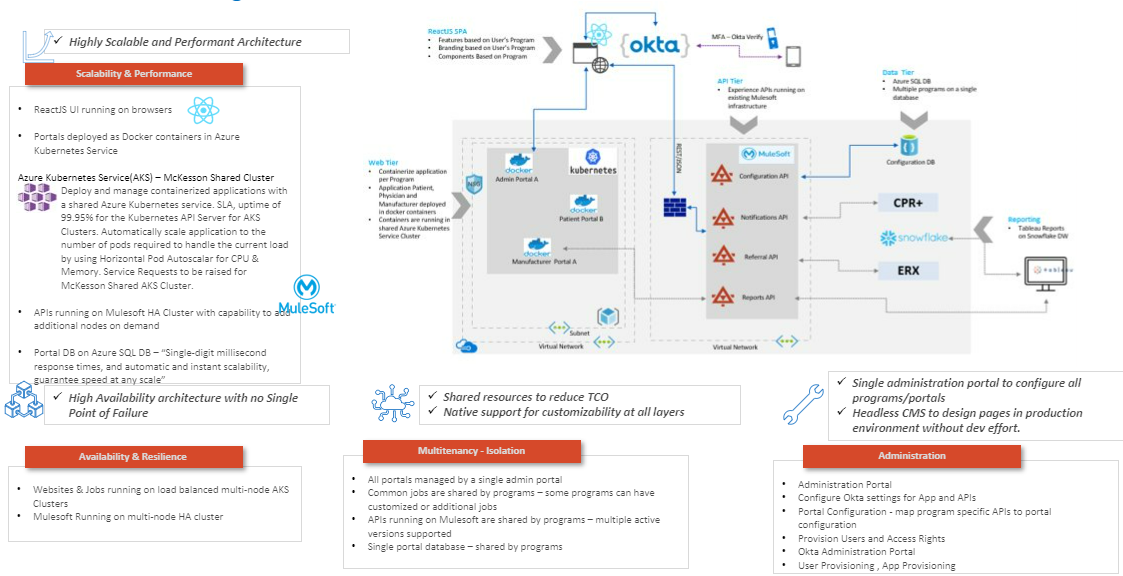 ✓ Highly Scalable and Performant Architecture
Scalability & Performance
• ReactJS UI running on browsers
• Portals deployed as Docker containers in Azure
Kubernetes Service
Azure Kubernetes Service(AKS) – McKesson Shared Cluster
Deploy and manage containerized applications with
a shared Azure Kubernetes service. SLA, uptime of
99.95% for the Kubernetes API Server for AKS
Clusters. Automatically scale application to the
number of pods required to handle the current load
by using Horizontal Pod Autoscalar for CPU &
Memory. Service Requests to be raised for
McKesson Shared AKS Cluster.
• APIs running on Mulesoft HA Cluster with capability to add
additional nodes on demand
MuleSoft
• Portal DB on Azure SQL DB – “Single-digit millisecond
response times, and automatic and instant scalability,
guarantee speed at any scale”
ReactJS SPA
• Features based on User's Program
• Branding based on User's Program
• Components Based on Program
okta
MFA – Okta Verify
API Tier
• Experience APIs running on
existing Mulesoft
infrastructure
Data Tier
• Azure SQL DB
• Multiple programs on a single
database
Web Tier
• Containerize application
per Program
• Application Patient,
Physician and
Manufacturer deployed
in docker containers
• Containers are running in
shared Azure Kubernetes
Service Cluster
NSG
docker
Admin Portal A
kubernetes
docker
Patient Portal B
docker
Manufacturer Portal A
Subnet
Virtual Network
REST/JSON
MuleSoft
Configuration API
Notifications API
Referral API
Reports API
Virtual Network
Configuration DB
CPR+
snowflake
ERX
Reporting
• Tableau Reports
on Snowflake DW
✓ High Availability architecture with no Single
Point of Failure
Availability & Resilience
• Websites & Jobs running on load balanced multi-node AKS
Clusters
• Mulesoft Running on multi-node HA cluster
✓ Shared resources to reduce TCO
✓ Native support for customizability at all layers
Multitenancy - Isolation
• All portals managed by a single admin portal
• Common jobs are shared by programs – some programs can have
customized or additional jobs
• APIs running on Mulesoft are shared by programs – multiple active
versions supported
• Single portal database – shared by programs
✓ Single administration portal to configure all
programs/portals
✓ Headless CMS to design pages in production
environment without dev effort.
Administration
• Administration Portal
• Configure Okta settings for App and APIs
• Portal Configuration - map program specific APIs to portal
configuration
• Provision Users and Access Rights
• Okta Administration Portal
• User Provisioning , App Provisioning